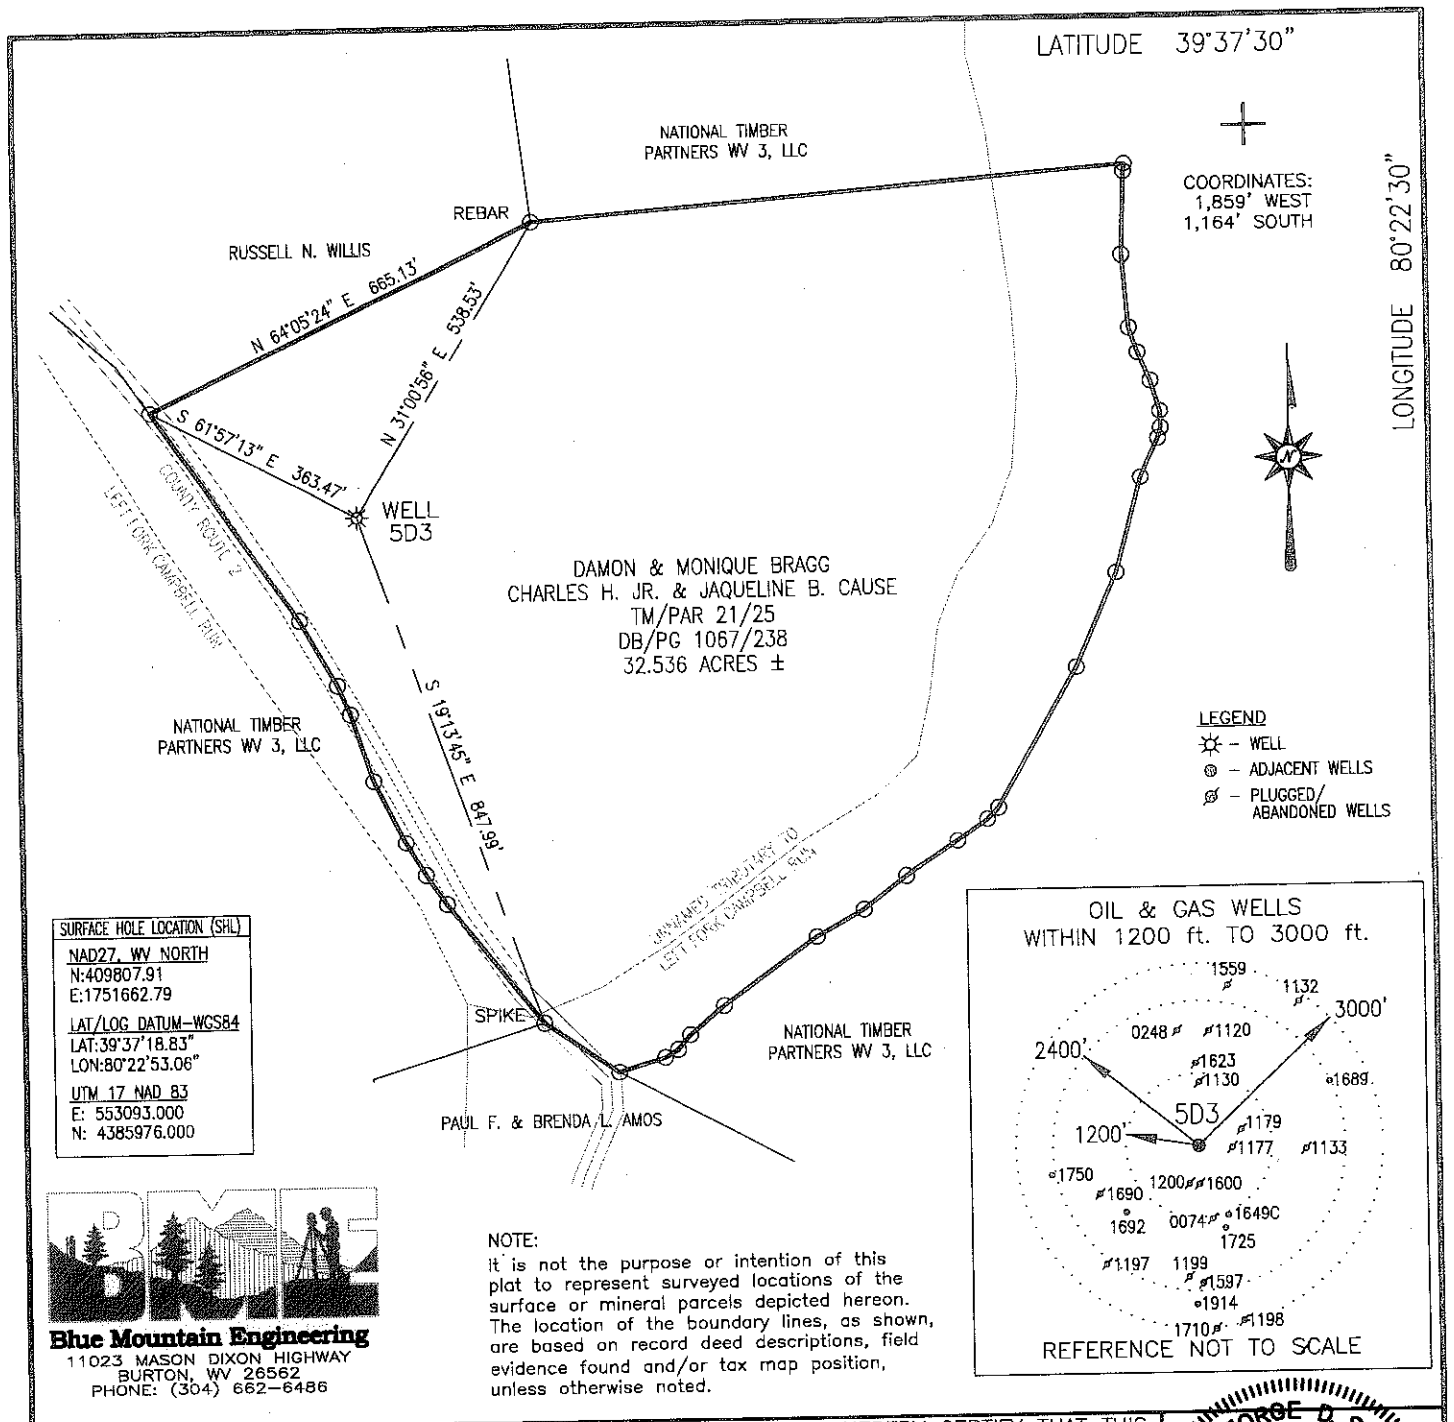 LATITUDE 39°37'30"
NATIONAL TIMBER
PARTNERS WV 3, LLC
COORDINATES:
1,859' WEST
1,164' SOUTH
LONGITUDE 80°22'30"
REBAR
RUSSELL N. WILLIS
N 64°05'24" E 665.13'
N 31°00'56" E 538.53'
S 61°57'13" E 363.47'
COUNTY ROUTE 2
LEFT FORK CAMPBELL RUN
WELL
5D3
N
DAMON & MONIQUE BRAGG
CHARLES H. JR. & JAQUELINE B. CAUSE
TM/PAR 21/25
DB/PG 1067/238
32.536 ACRES ±
S 19°13'45" E 847.99'
NATIONAL TIMBER
PARTNERS WV 3, LLC
LEGEND
- WELL
- ADJACENT WELLS
- PLUGGED/
ABANDONED WELLS
UNNAMED TRIBUTARY TO
LEFT FORK CAMPBELL RUN
SURFACE HOLE LOCATION (SHL)
NAD27, WV NORTH
N:409807.91
E:1751662.79
LAT/LOG DATUM-WGS84
LAT:39°37'18.83"
LON:80°22'53.06"
UTM 17 NAD 83
E: 553093.000
N: 4385976.000
SPIKE
NATIONAL TIMBER
PARTNERS WV 3, LLC
PAUL F. & BRENDA L. AMOS
OIL & GAS WELLS
WITHIN 1200 ft. TO 3000 ft.
1559
1132
3000'
0248
1120
2400'
1623
1130
1689
5D3
1179
1200'
1177
1133
1750
1690
1200
1600
1692
0074
1649C
1725
1197
1199
1597
1914
1710
1198
REFERENCE NOT TO SCALE
BME
Blue Mountain Engineering
11023 MASON DIXON HIGHWAY
BURTON, WV 26562
PHONE: (304) 662-6486
NOTE:
It is not the purpose or intention of this
plat to represent surveyed locations of the
surface or mineral parcels depicted hereon.
The location of the boundary lines, as shown,
are based on record deed descriptions, field
evidence found and/or tax map position,
unless otherwise noted.
CERTIFY THAT THIS
GEORGE D.